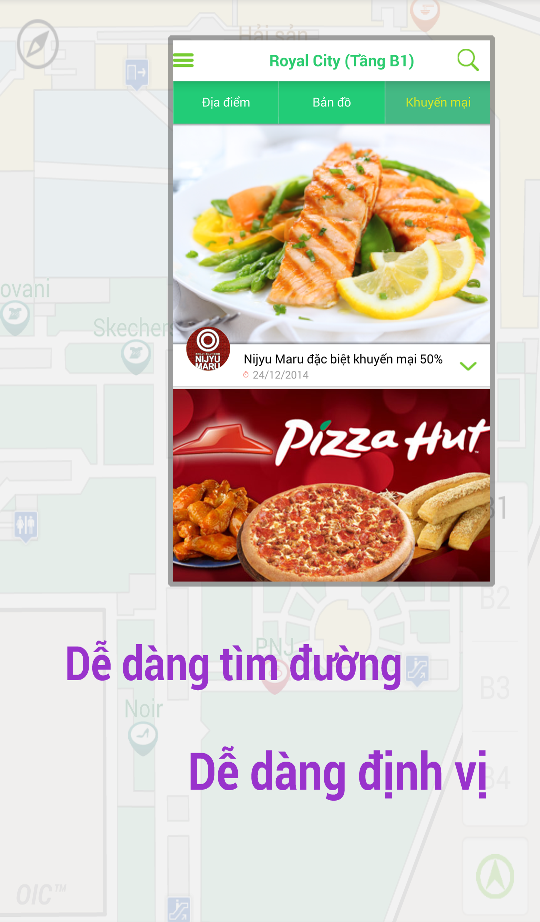 Hải sản
Royal City (Tầng B1)
Địa điểm
Bản đồ
Khuyến mại
ovani
Skecher
NIJYU
MARU
Nijyu Maru đặc biệt khuyến mại 50%
24/12/2014
Pizza Hut
B1
B2
PNJ
Dễ dàng tìm đường
B3
Noir
Dễ dàng định vị
B4
OIC™